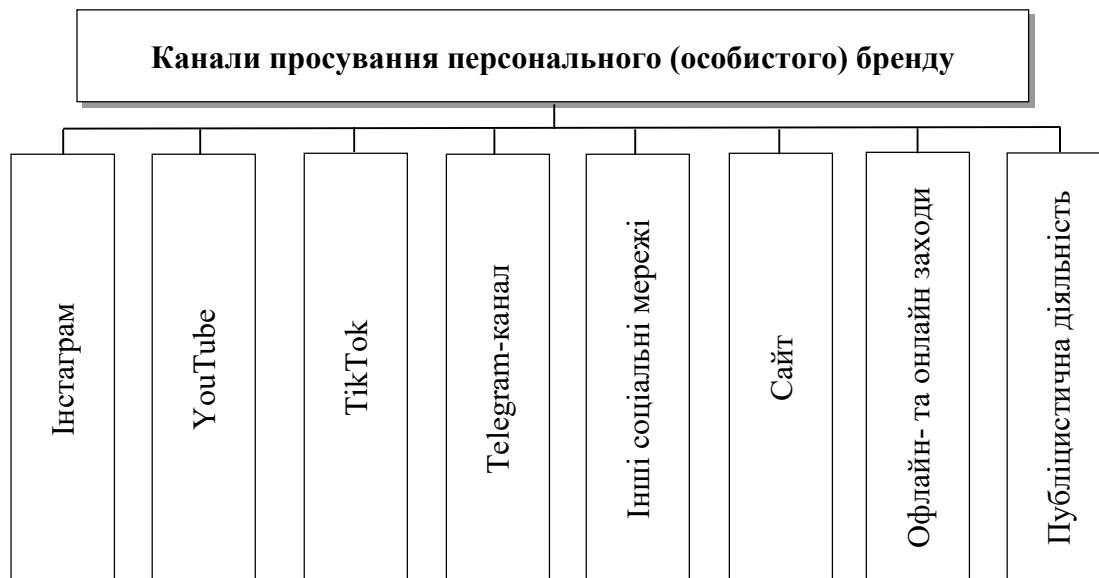 Канали просування персонального (особистого) бренду
Інстаграм
YouTube
TikTok
Telegram-канал
Інші соціальні мережі
Сайт
Офлайн- та онлайн заходи
Публіцистична діяльність